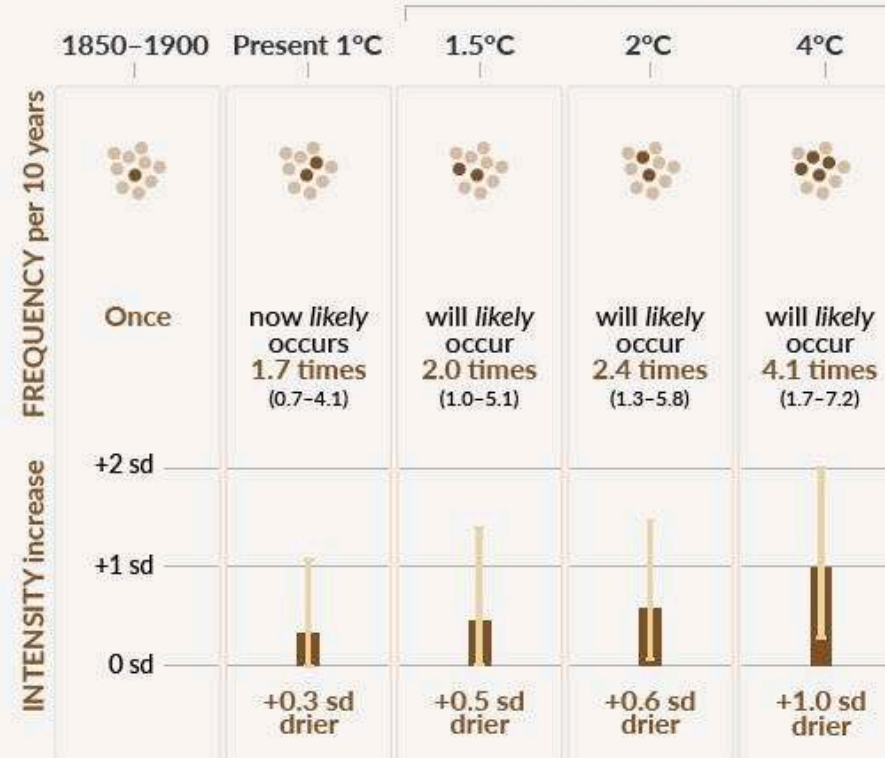 1850–1900 Present 1°C 1.5°C 2°C 4°C
FREQUENCY per 10 years
Once
now likely
occurs
1.7 times
(0.7–4.1)
will likely
occur
2.0 times
(1.0–5.1)
will likely
occur
2.4 times
(1.3–5.8)
will likely
occur
4.1 times
(1.7–7.2)
INTENSITY increase
+2 sd
+1 sd
0 sd
+0.3 sd
drier
+0.5 sd
drier
+0.6 sd
drier
+1.0 sd
drier